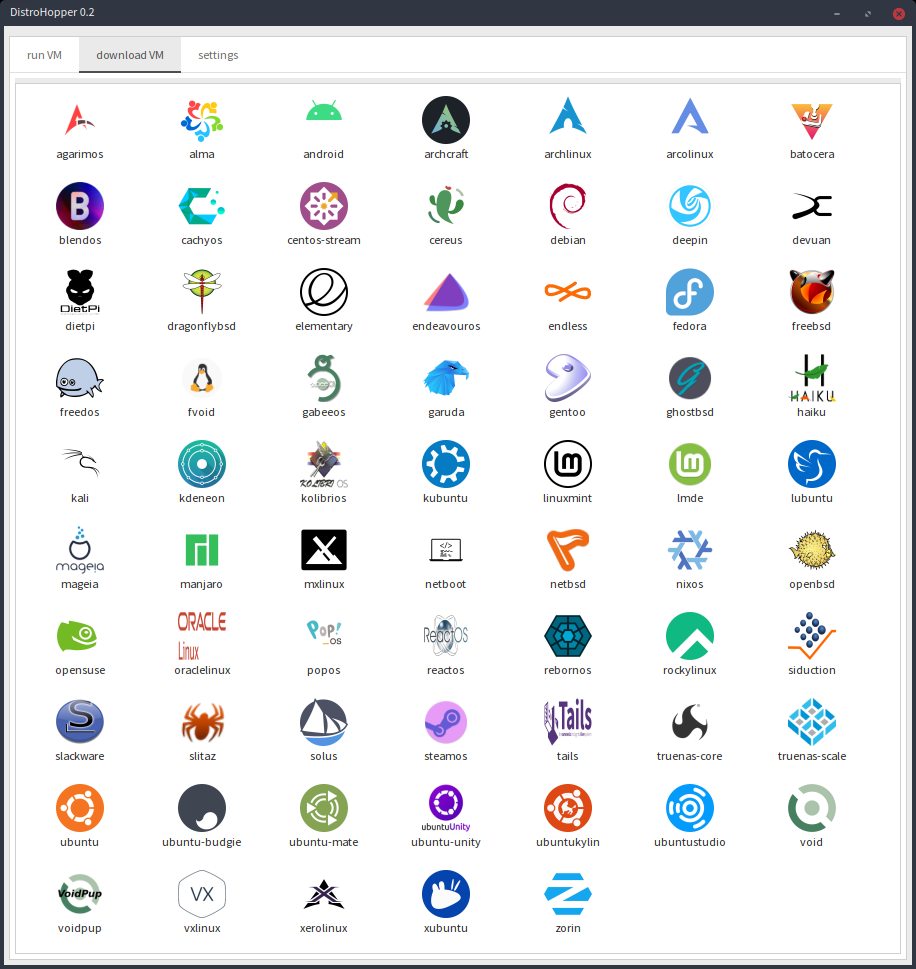 DistroHopper 0.2
run VM download VM settings
agarimos alma android archcraft archlinux arcolinux batocera
B
blendos cachyos centos-stream cereus debian deepin devuan
DietPi
dietpi dragonflybsd elementary endeavouros endless fedora freebsd
HAIKU
freedos fvoid gabeeos garuda gentoo ghostbsd haiku
KOLIBRI OS
kali kdeneon kolibrios kubuntu linuxmint lmde lubuntu
mageia
mageia manjaro mxlinux netboot netbsd nixos openbsd
ORACLE
Linux
Pop!
_OS
ReactOS
opensuse oraclelinux popos reactos rebornos rockylinux siduction
S
Tails
slackware slitaz solus steamos tails truenas-core truenas-scale
ubuntuUnity
ubuntu ubuntu-budgie ubuntu-mate ubuntu-unity ubuntukylin ubuntustudio void
VoidPup
VX
voidpup vxlinux xerolinux xubuntu zorin